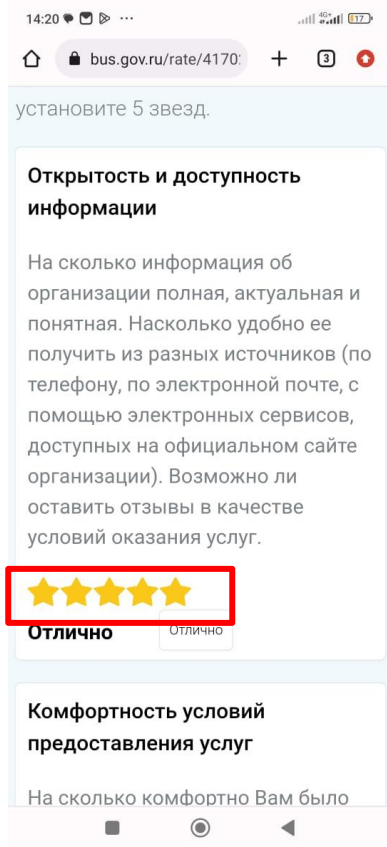 14:20 ··· 4G+ 17
bus.gov.ru/rate/4170 3
установите 5 звезд.
Открытость и доступность
информации
На сколько информация об
организации полная, актуальная и
понятная. Насколько удобно ее
получить из разных источников (по
телефону, по электронной почте, с
помощью электронных сервисов,
доступных на официальном сайте
организации). Возможно ли
оставить отзывы в качестве
условий оказания услуг.
Отлично Отлично
Комфортность условий
предоставления услуг
На сколько комфортно Вам было